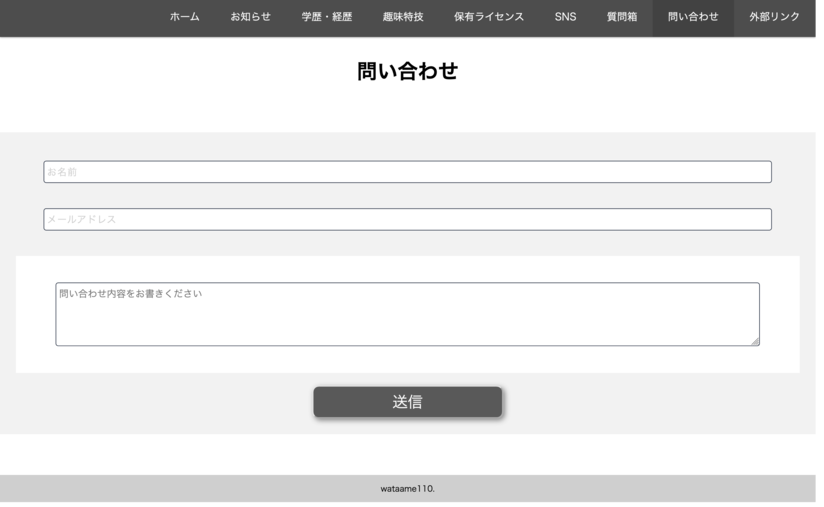 ホーム お知らせ 学歴・経歴 趣味特技 保有ライセンス SNS 質問箱 問い合わせ 外部リンク
問い合わせ
お名前
メールアドレス
問い合わせ内容をお書きください
送信
wataame110.